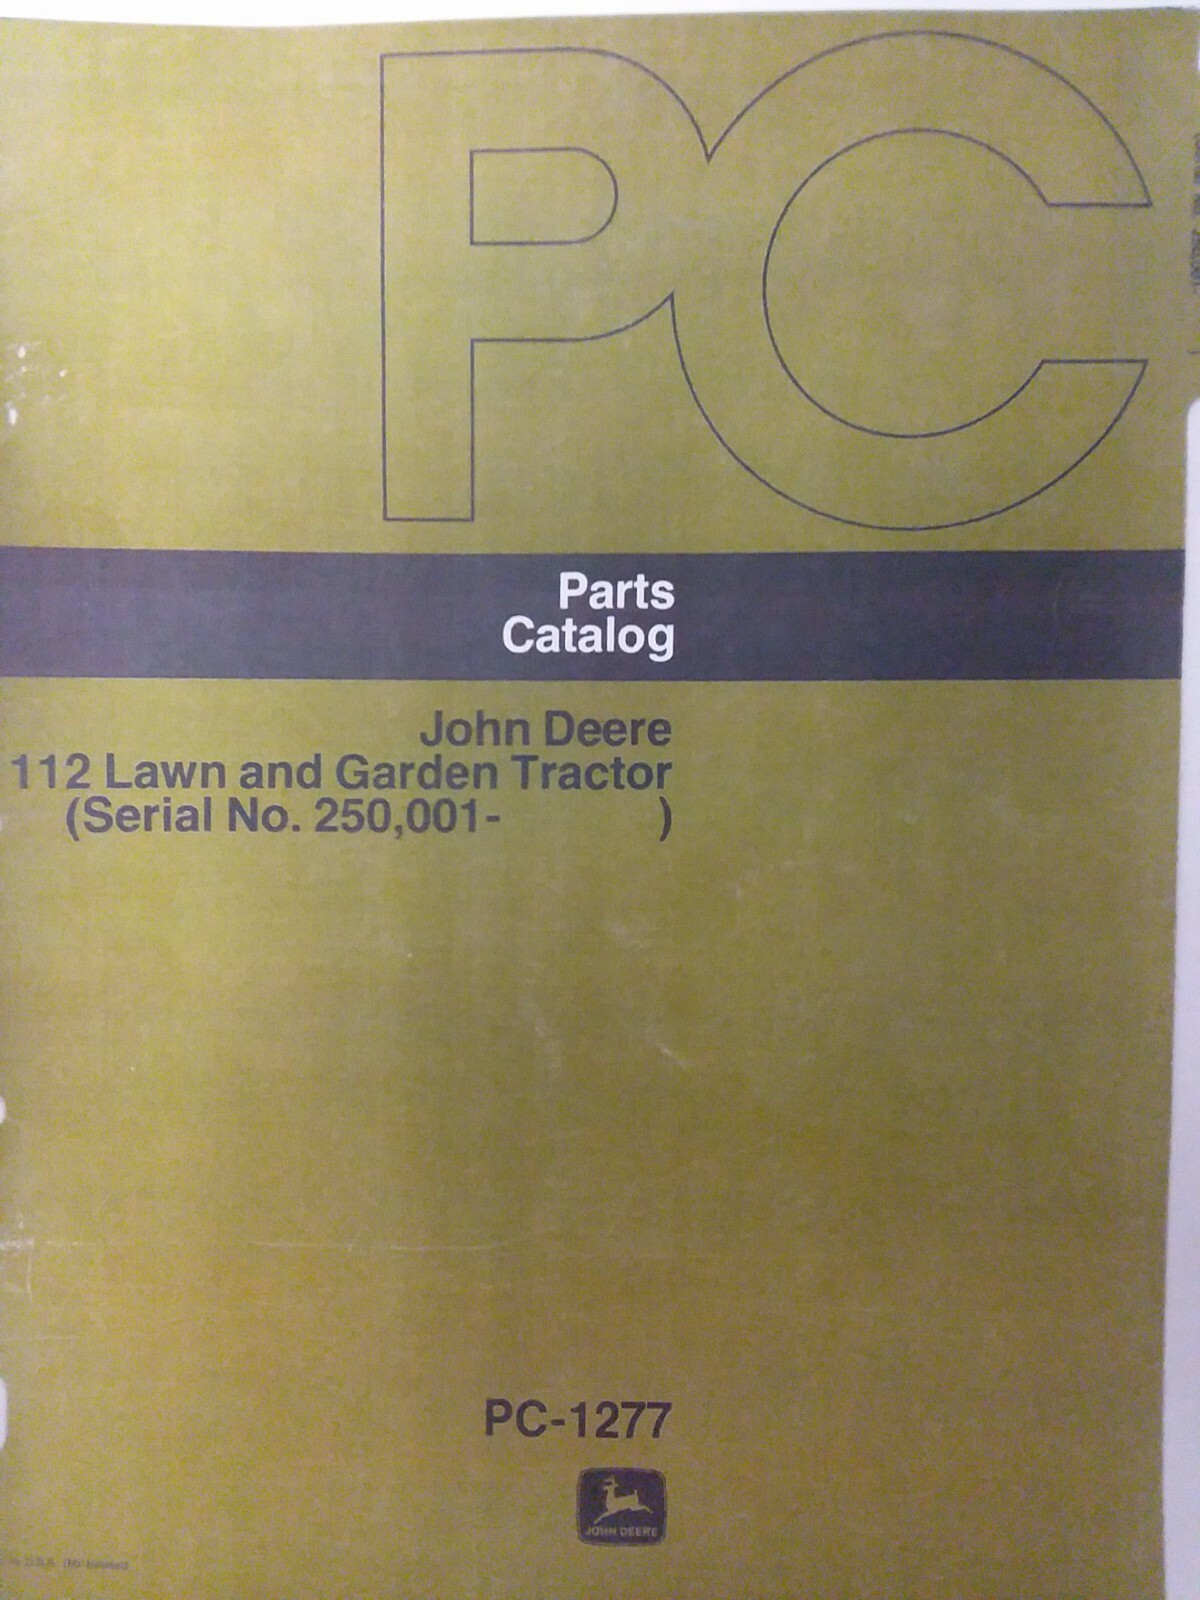 PC
Parts
Catalog
John Deere
112 Lawn and Garden Tractor
(Serial No. 250,001- )
PC-1277
JOHN DEERE